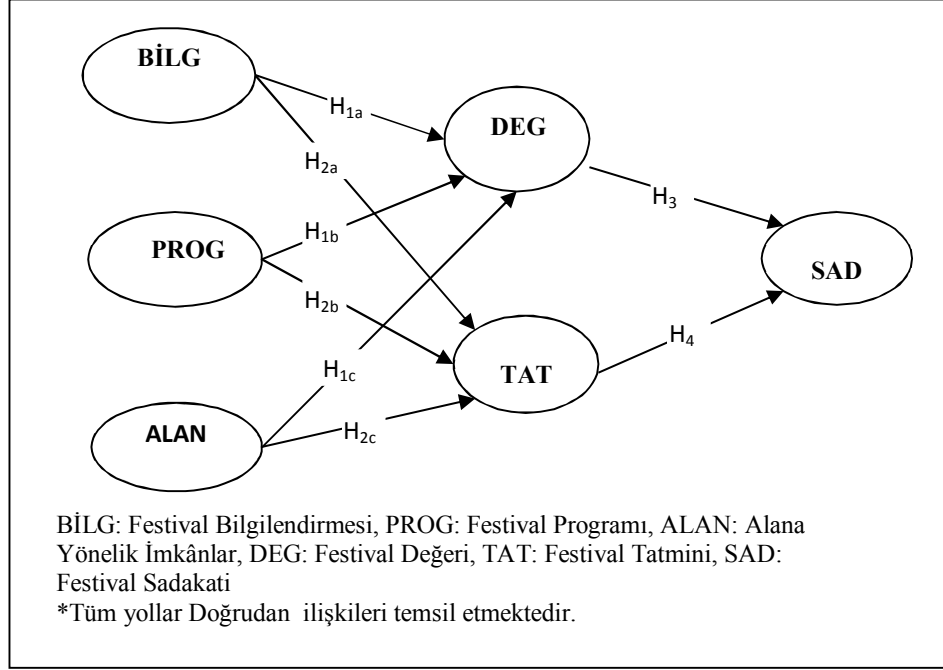 BİLG
H1a
DEG
H2a
H3
H1b
PROG
SAD
H2b
H4
H1c
TAT
ALAN
H2c
BİLG: Festival Bilgilendirmesi, PROG: Festival Programı, ALAN: Alana
Yönelik İmkânlar, DEG: Festival Değeri, TAT: Festival Tatmini, SAD:
Festival Sadakati
*Tüm yollar Doğrudan ilişkileri temsil etmektedir.